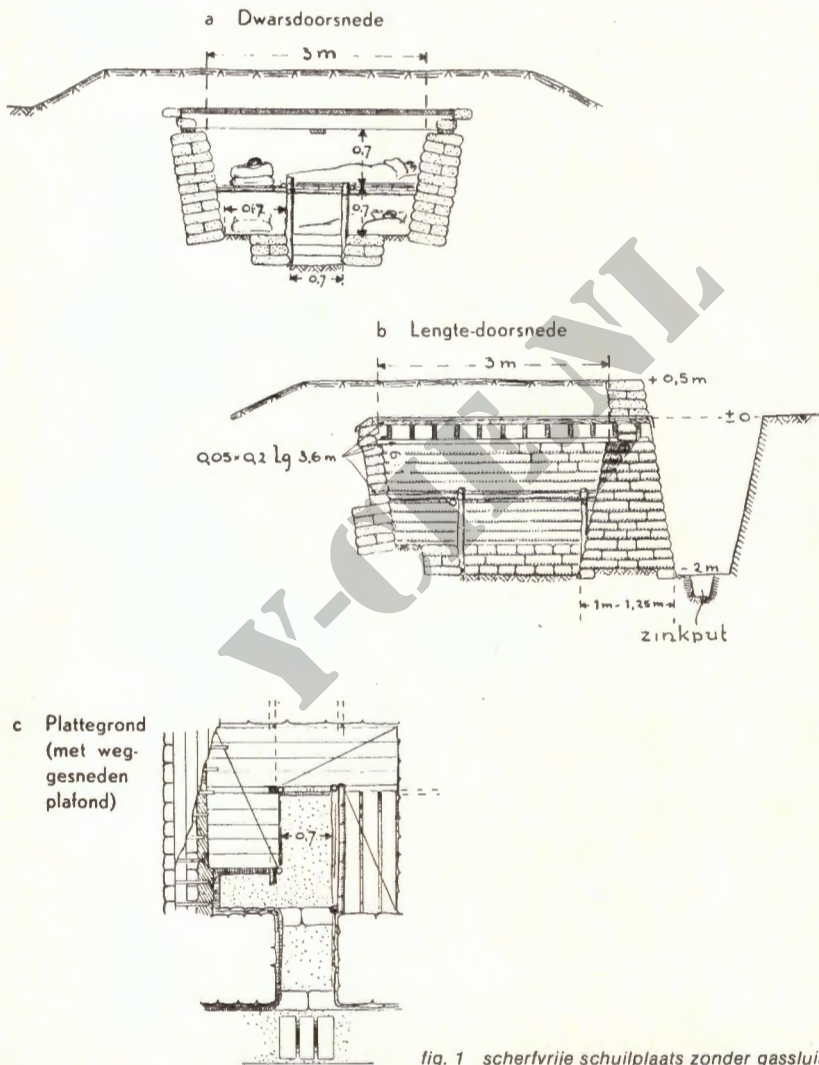 a Dwarsdoorsnede
3 m
0.7
0,7
0,7
0,7
b Lengte-doorsnede
3 m
+ 0,5 m
± 0
0,05 × 0,2 lg 3,6 m
- 2 m
1 m - 1,25 m
zinkput
Y-CIE.NL
c Plattegrond
(met weg-
gesneden
plafond)
0,7
fig. 1 scherfvrije schuilplaats zonder gassluis